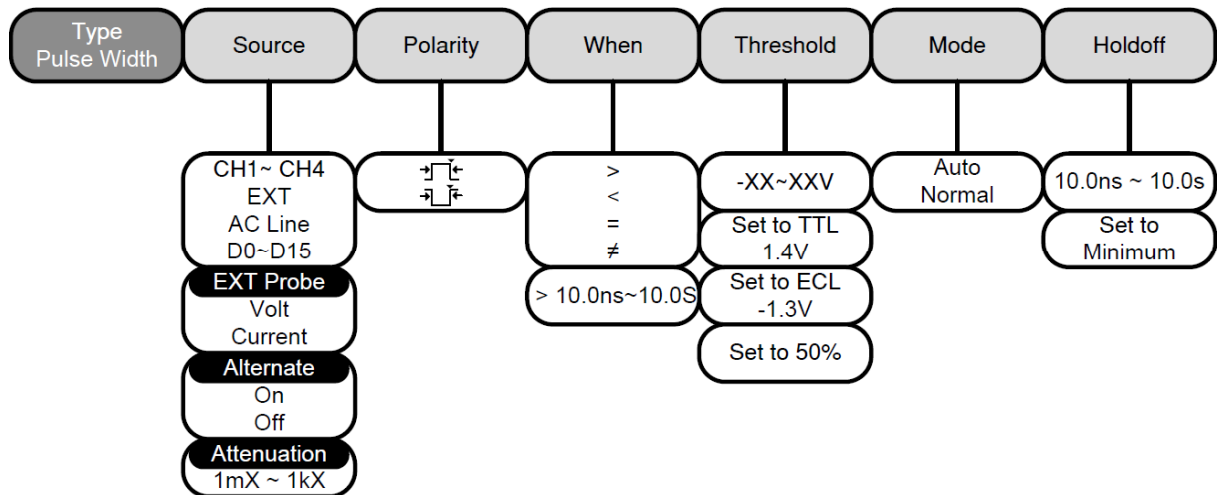 Type
Pulse Width
Source
Polarity
When
Threshold
Mode
Holdoff
CH1~ CH4
EXT
AC Line
D0~D15
EXT Probe
Volt
Current
Alternate
On
Off
Attenuation
1mX ~ 1kX
>
<
=
≠
> 10.0ns~10.0S
-XX~XXV
Set to TTL
1.4V
Set to ECL
-1.3V
Set to 50%
Auto
Normal
10.0ns ~ 10.0s
Set to
Minimum